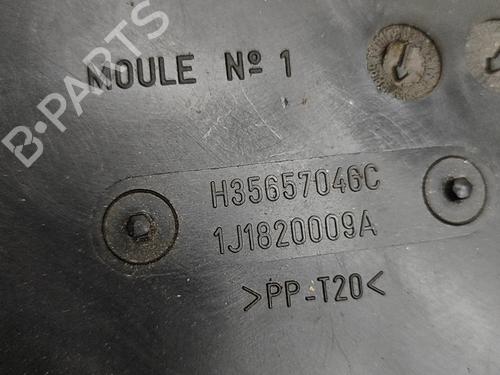 MOULE Nº 1
H35657046C
1J1820009A
>PP-T20<
B-PARTS